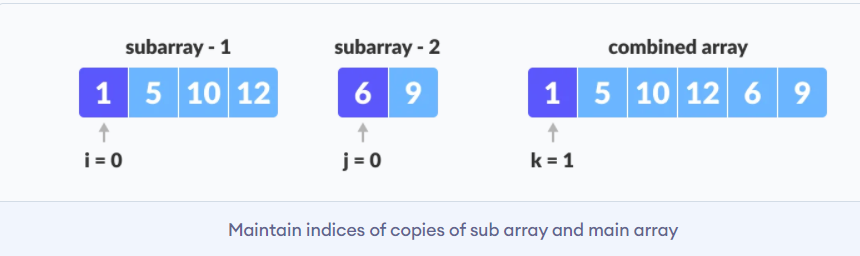 subarray - 1 subarray - 2 combined array
1 5 10 12 6 9 1 5 10 12 6 9
i = 0 j = 0 k = 1
Maintain indices of copies of sub array and main array